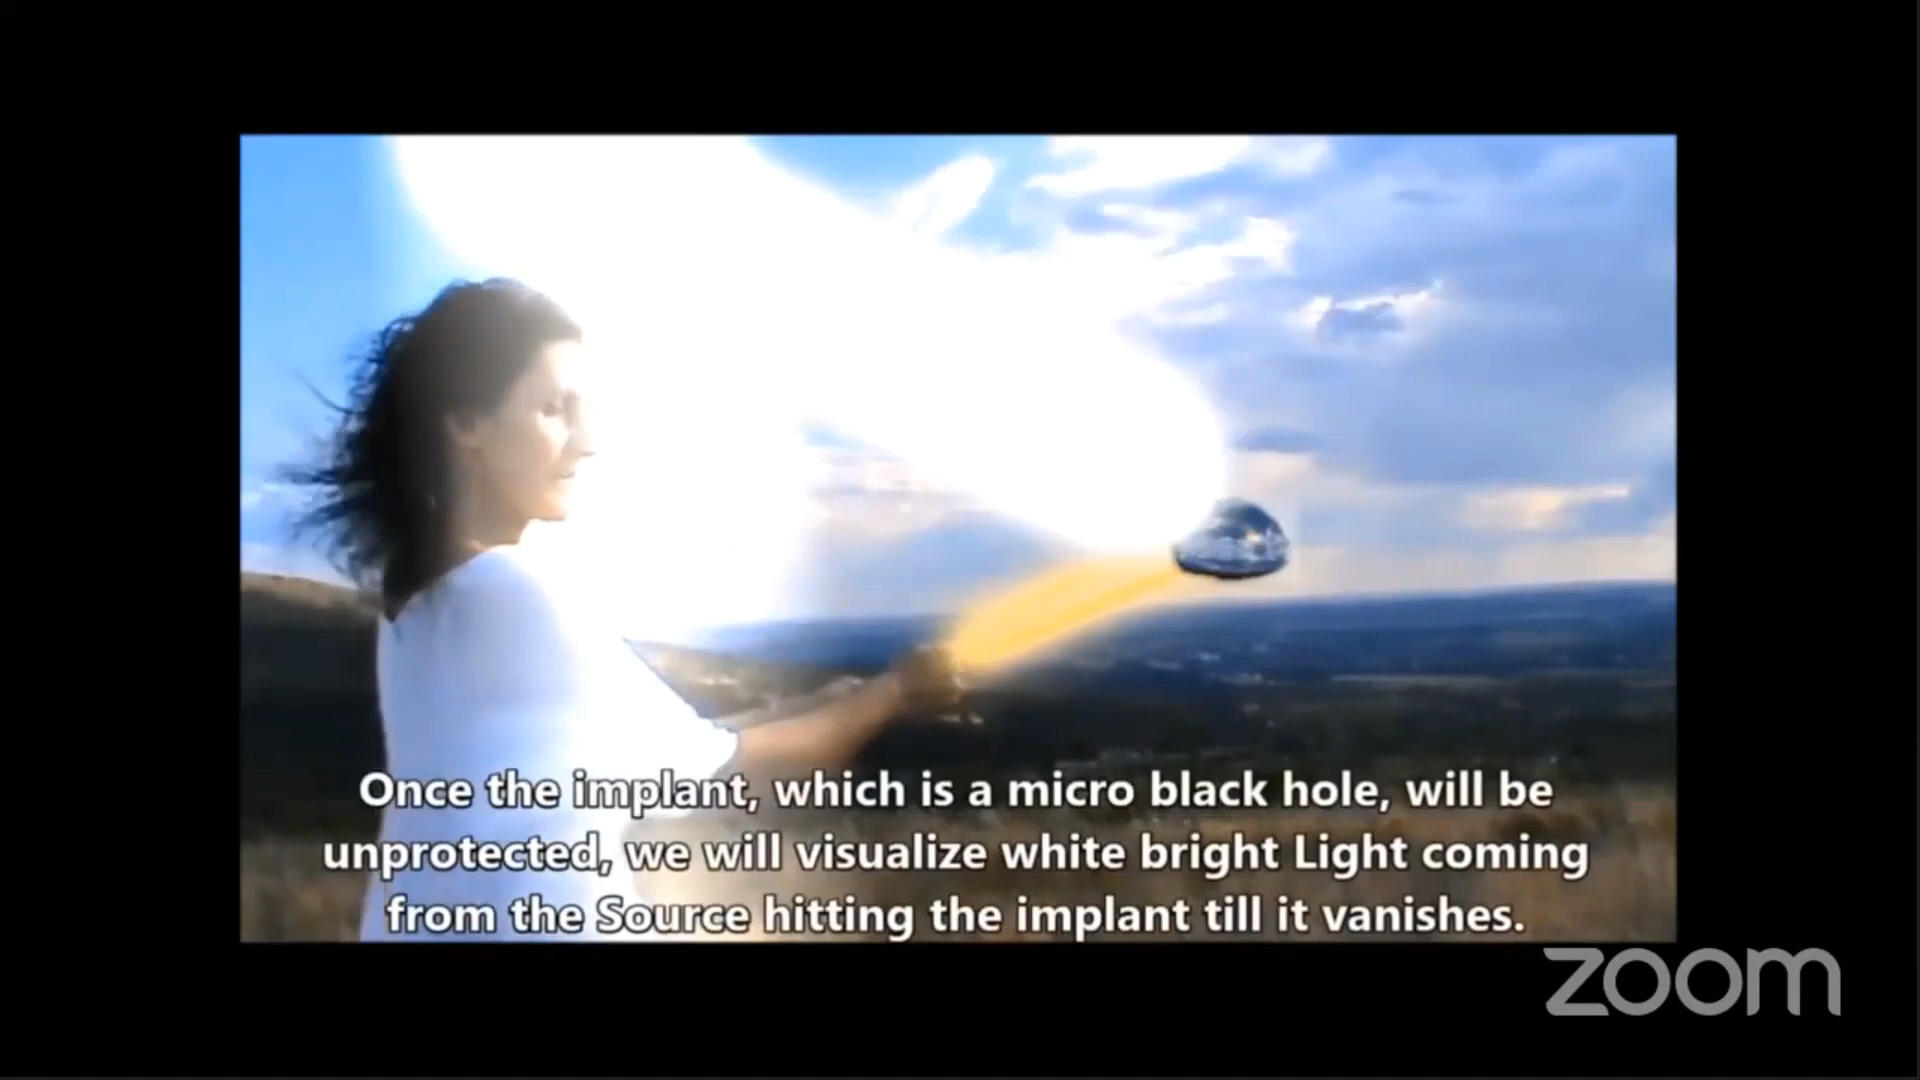 Once the implant, which is a micro black hole, will be
unprotected, we will visualize white bright Light coming
from the Source hitting the implant till it vanishes.
zoom